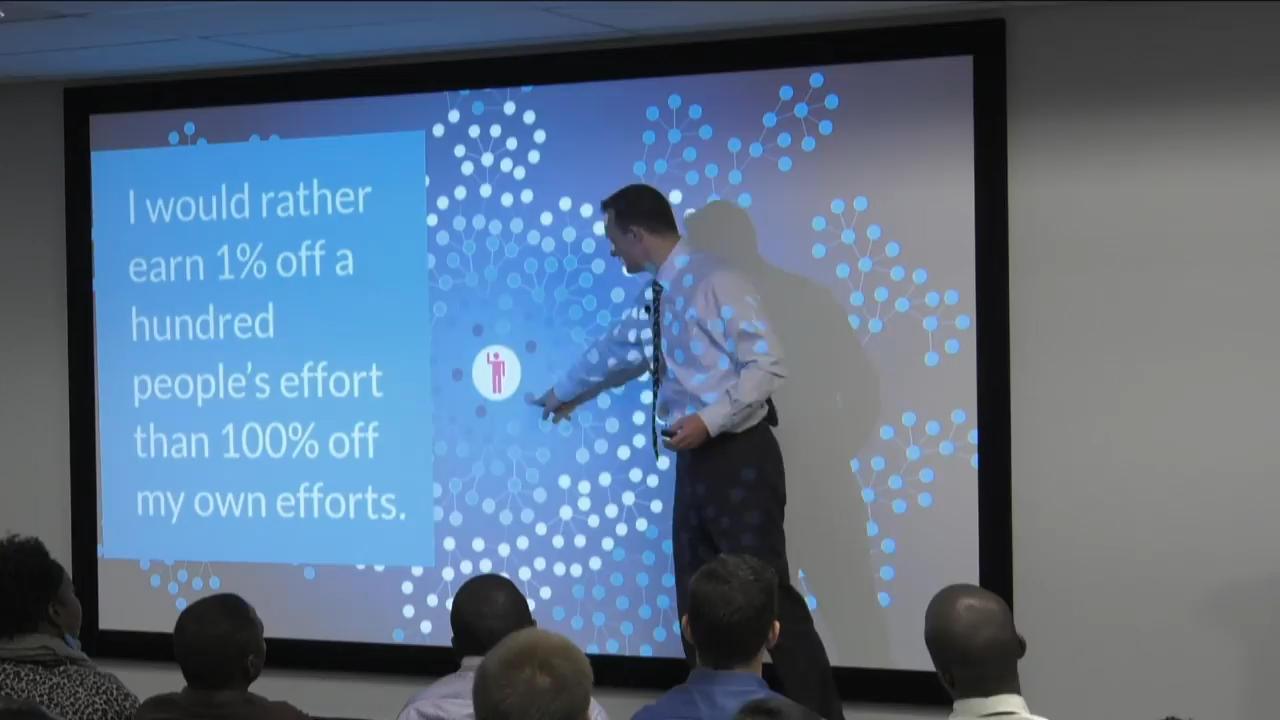 I would rather
earn 1% off a
hundred
people's effort
than 100% off
my own efforts.